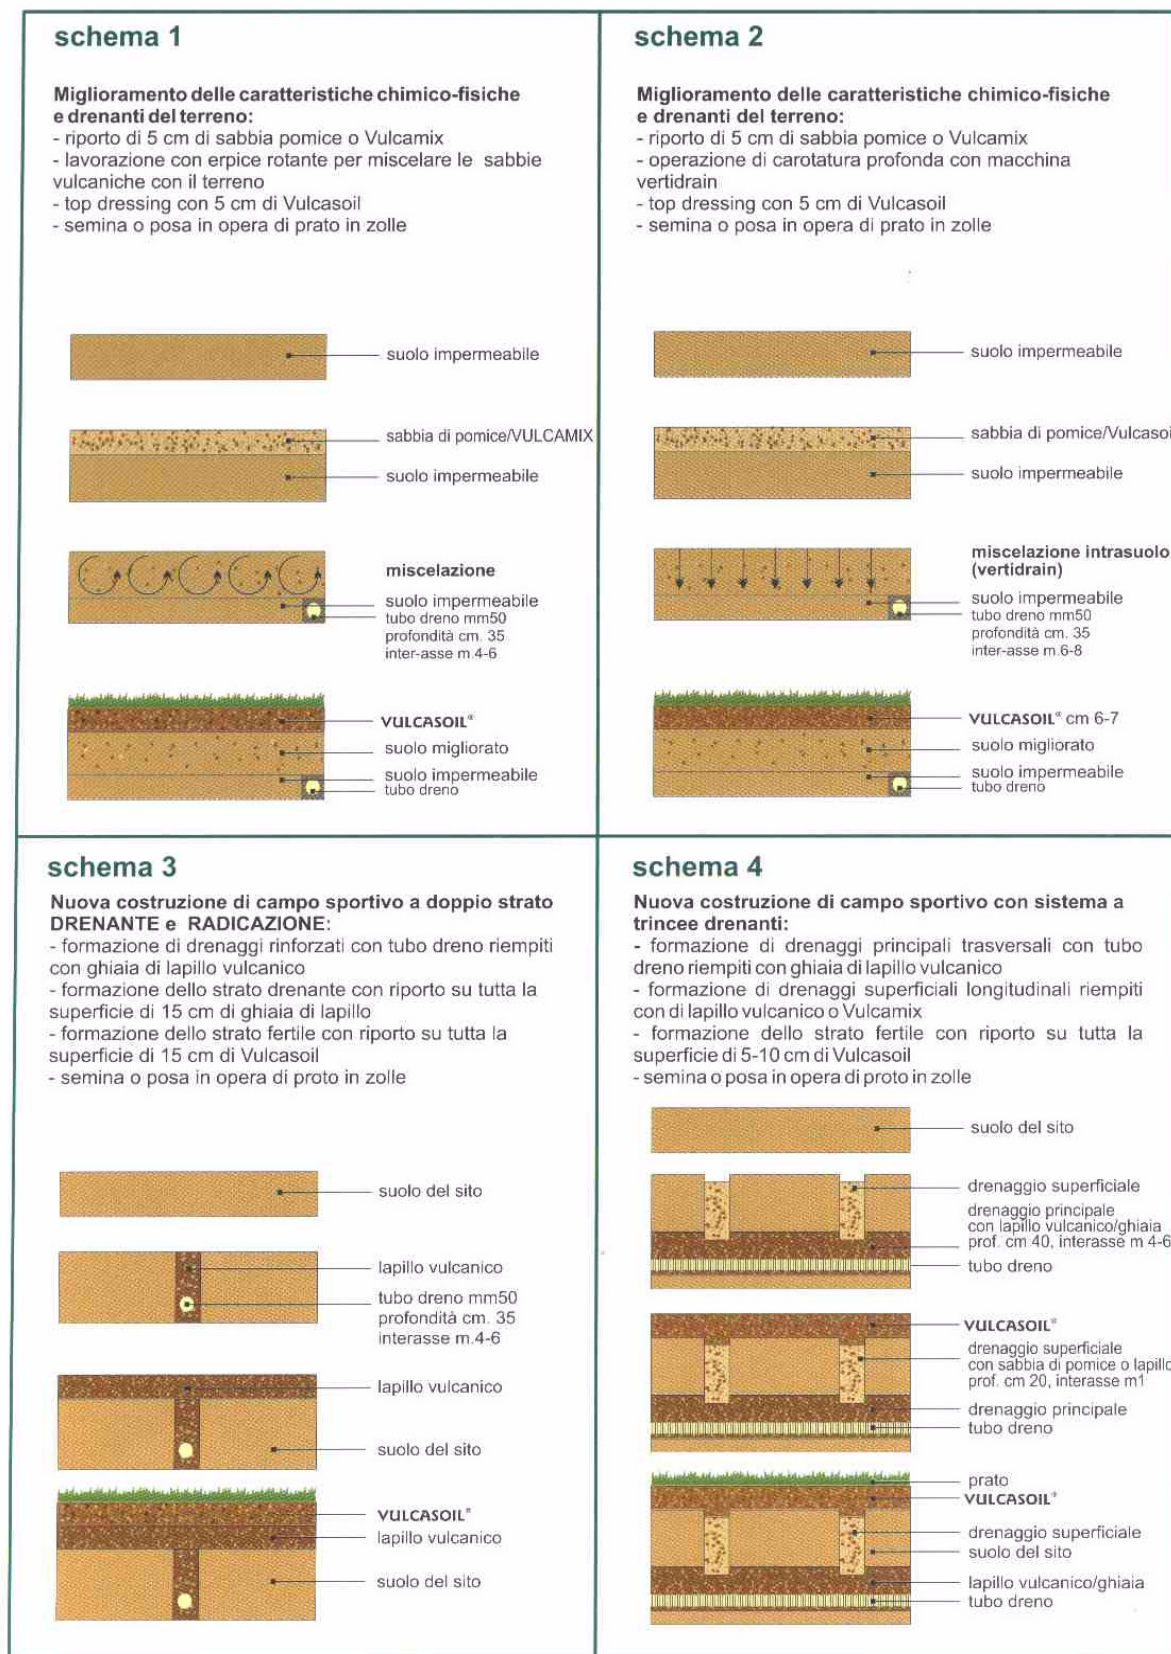 schema 1
Miglioramento delle caratteristiche chimico-fisiche
e drenanti del terreno:
- riporto di 5 cm di sabbia pomice o Vulcamix
- lavorazione con erpice rotante per miscelare le sabbie
vulcaniche con il terreno
- top dressing con 5 cm di Vulcasoil
- semina o posa in opera di prato in zolle
suolo impermeabile
sabbia di pomice/VULCAMIX
suolo impermeabile
miscelazione
suolo impermeabile
tubo dreno mm50
profondità cm. 35
inter-asse m.4-6
VULCASOIL®
suolo migliorato
suolo impermeabile
tubo dreno
schema 2
Miglioramento delle caratteristiche chimico-fisiche
e drenanti del terreno:
- riporto di 5 cm di sabbia pomice o Vulcamix
- operazione di carotatura profonda con macchina
vertidrain
- top dressing con 5 cm di Vulcasoil
- semina o posa in opera di prato in zolle
suolo impermeabile
sabbia di pomice/Vulcasoi
suolo impermeabile
miscelazione intrasuolo
(vertidrain)
suolo impermeabile
tubo dreno mm50
profondità cm. 35
inter-asse m.6-8
VULCASOIL® cm 6-7
suolo migliorato
suolo impermeabile
tubo dreno
schema 3
Nuova costruzione di campo sportivo a doppio strato
DRENANTE e RADICAZIONE:
- formazione di drenaggi rinforzati con tubo dreno riempiti
con ghiaia di lapillo vulcanico
- formazione dello strato drenante con riporto su tutta la
superficie di 15 cm di ghiaia di lapillo
- formazione dello strato fertile con riporto su tutta la
superficie di 15 cm di Vulcasoil
- semina o posa in opera di proto in zolle
suolo del sito
lapillo vulcanico
tubo dreno mm50
profondità cm. 35
interasse m.4-6
lapillo vulcanico
suolo del sito
VULCASOIL®
lapillo vulcanico
suolo del sito
schema 4
Nuova costruzione di campo sportivo con sistema a
trincee drenanti:
- formazione di drenaggi principali trasversali con tubo
dreno riempiti con ghiaia di lapillo vulcanico
- formazione di drenaggi superficiali longitudinali riempiti
con di lapillo vulcanico o Vulcamix
- formazione dello strato fertile con riporto su tutta la
superficie di 5-10 cm di Vulcasoil
- semina o posa in opera di proto in zolle
suolo del sito
drenaggio superficiale
drenaggio principale
con lapillo vulcanico/ghiaia
prof. cm 40, interasse m 4-6
tubo dreno
VULCASOIL®
drenaggio superficiale
con sabbia di pomice o lapillo
prof. cm 20, interasse m1
drenaggio principale
tubo dreno
prato
VULCASOIL®
drenaggio superficiale
suolo del sito
lapillo vulcanico/ghiaia
tubo dreno